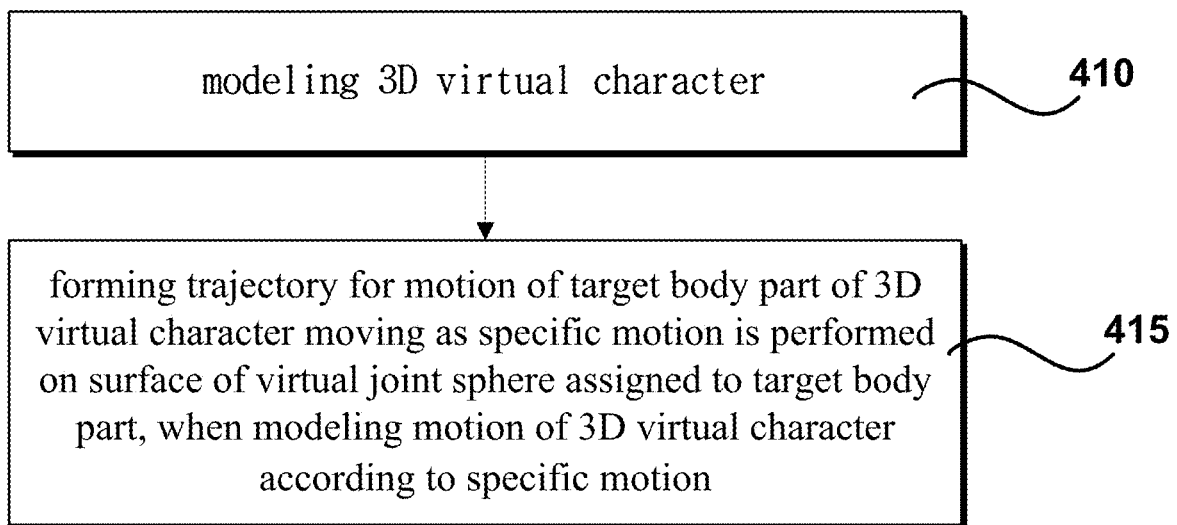 modeling 3D virtual character
410
forming trajectory for motion of target body part of 3D
virtual character moving as specific motion is performed
on surface of virtual joint sphere assigned to target body
part, when modeling motion of 3D virtual character
according to specific motion
415